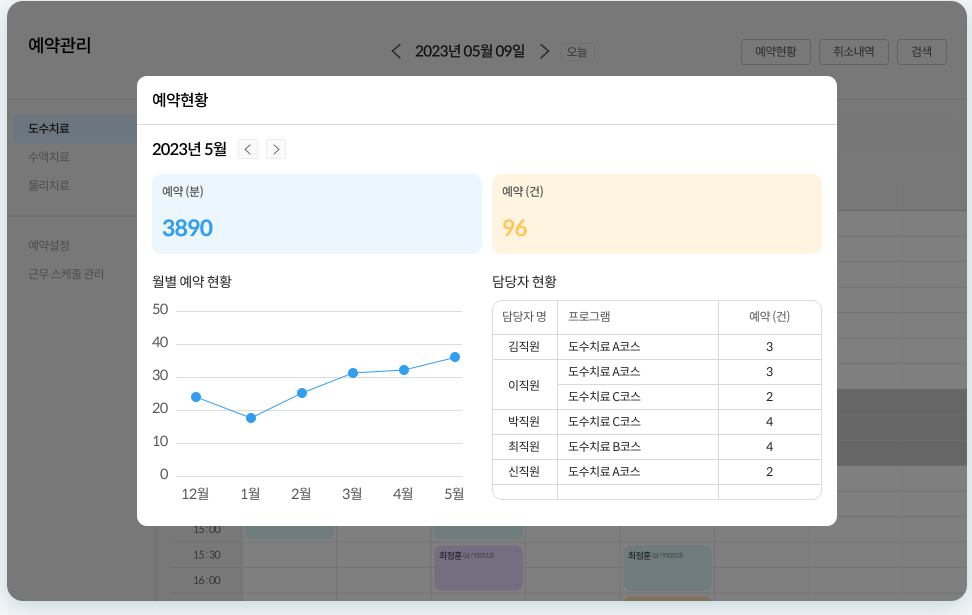 예약관리
2023년 05월 09일
오늘
예약현황
취소내역
검색
도수치료
수액치료
물리치료
예약설정
근무 스케줄 관리
예약현황
2023년 5월
예약 (분)
3890
예약 (건)
96
월별 예약 현황
50
40
30
20
10
0
12월 1월 2월 3월 4월 5월
담당자 현황
담당자 명 프로그램 예약 (건)
김직원 도수치료 A코스 3
이직원 도수치료 A코스 3
도수치료 C코스 2
박직원 도수치료 C코스 4
최직원 도수치료 B코스 4
신직원 도수치료 A코스 2
15:00
15:30
최정훈
최정훈
16:00